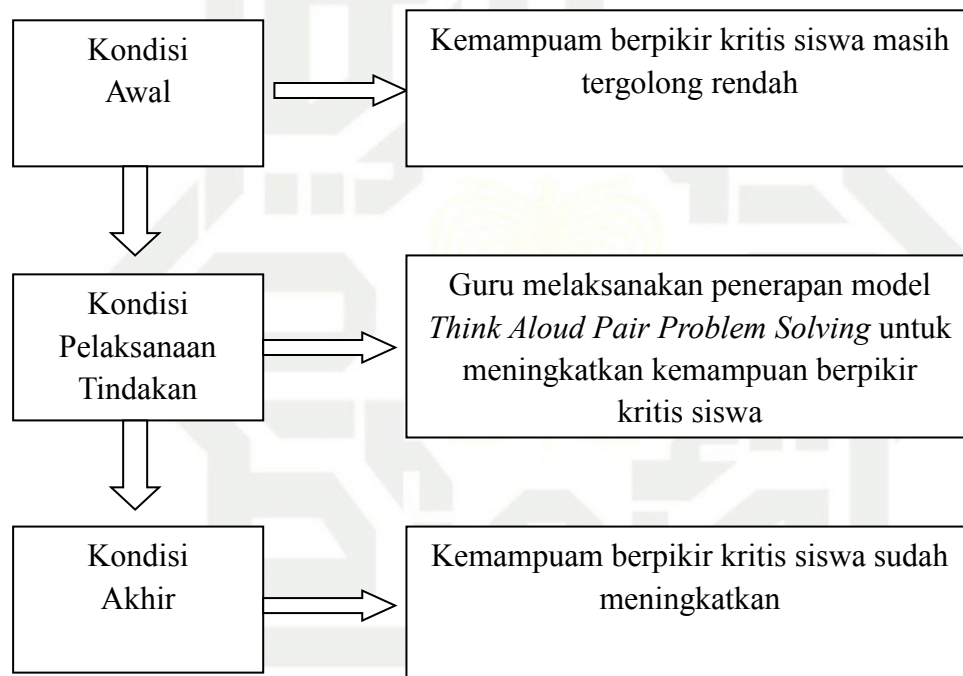 Kondisi
Awal
Kemampuam berpikir kritis siswa masih
tergolong rendah
Kondisi
Pelaksanaan
Tindakan
Guru melaksanakan penerapan model
Think Aloud Pair Problem Solving untuk
meningkatkan kemampuan berpikir
kritis siswa
Kondisi
Akhir
Kemampuam berpikir kritis siswa sudah
meningkatkan